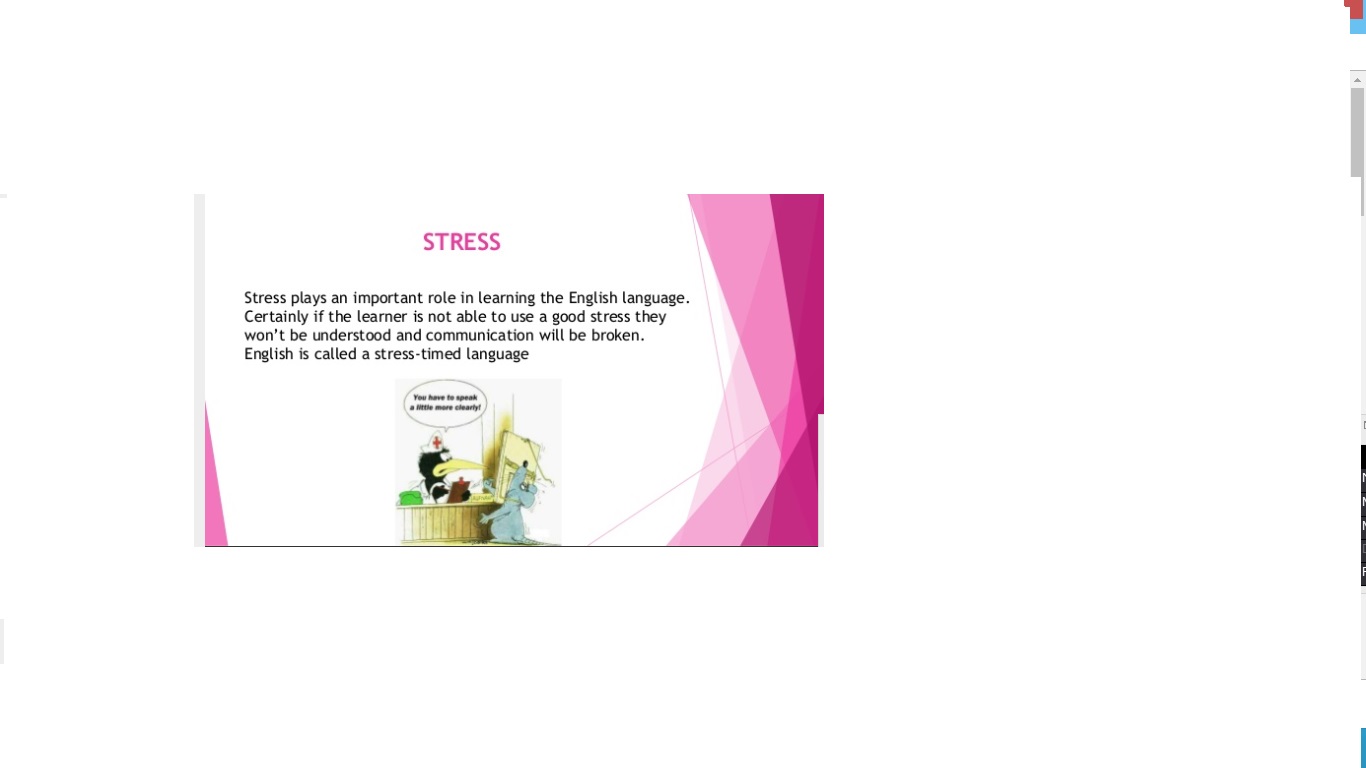 STRESS
Stress plays an important role in learning the English language.
Certainly if the learner is not able to use a good stress they
won't be understood and communication will be broken.
English is called a stress-timed language
You have to speak
a little more clearly!